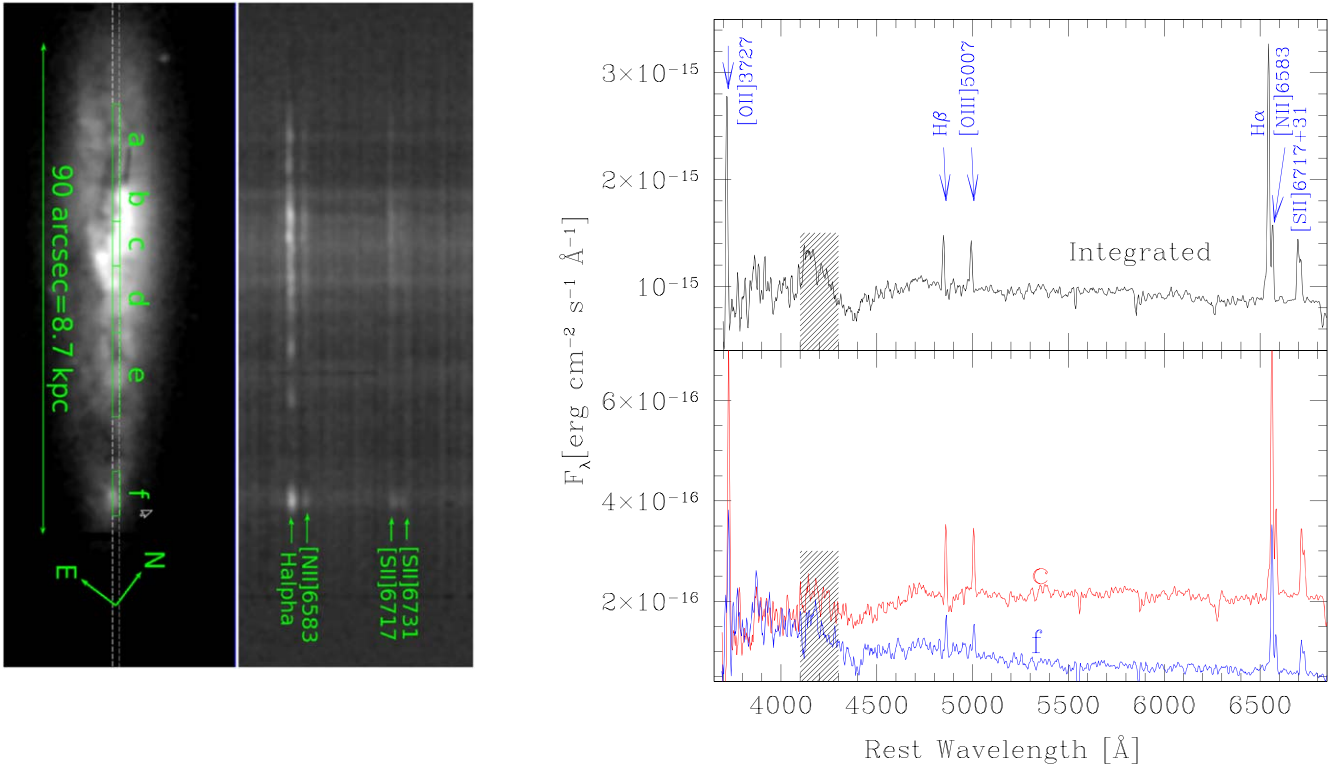 a
b
c
d
e
f
90 arcsec=8.7 kpc
N
E
[SII]6731
[SII]6717
[NII]6583
Halpha
3×10⁻¹⁵
2×10⁻¹⁵
10⁻¹⁵
6×10⁻¹⁶
4×10⁻¹⁶
2×10⁻¹⁶
F_λ[erg cm⁻² s⁻¹ Å⁻¹]
[OII]3727
Hβ
[OIII]5007
Hα
[NII]6583
[SII]6717+31
Integrated
c
f
4000 4500 5000 5500 6000 6500
Rest Wavelength [Å]